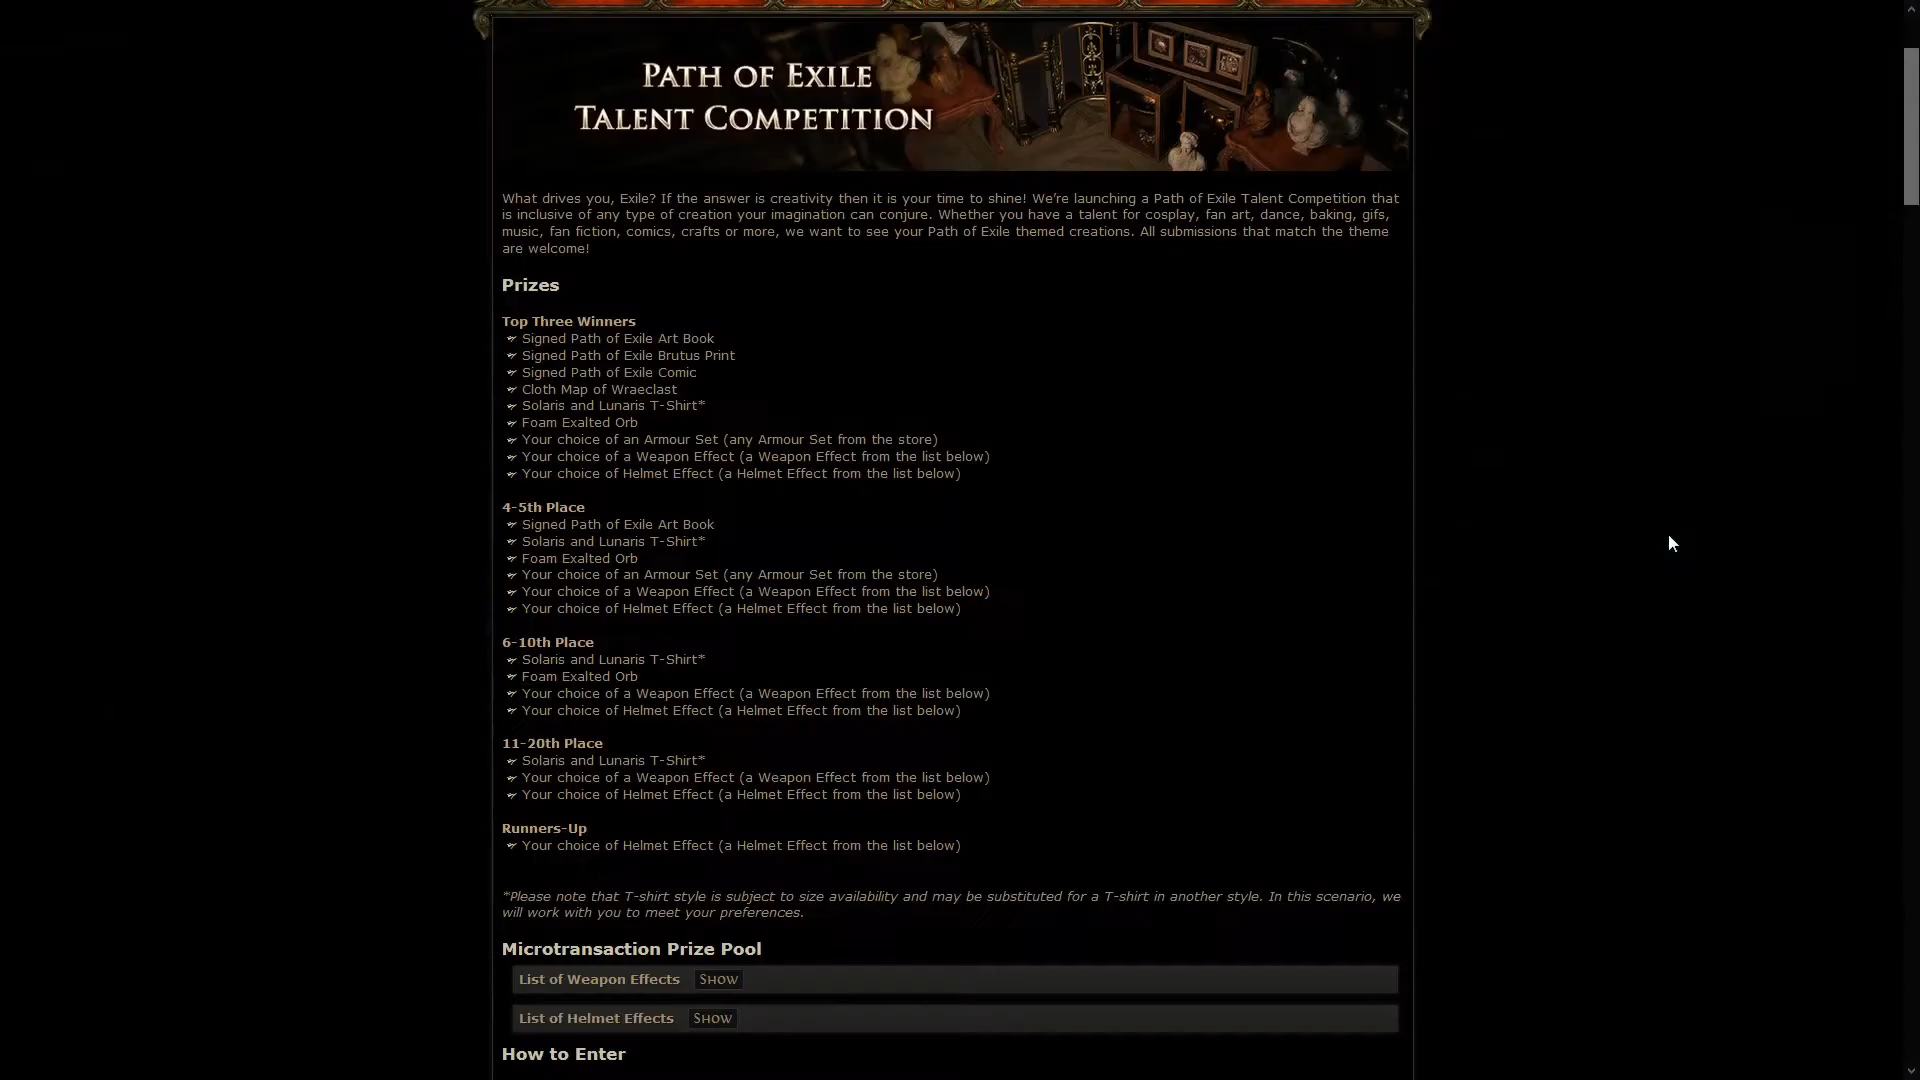 Path of Exile
Talent Competition
What drives you, Exile? If the answer is creativity then it is your time to shine! We're launching a Path of Exile Talent Competition that
is inclusive of any type of creation your imagination can conjure. Whether you have a talent for cosplay, fan art, dance, baking, gifs,
music, fan fiction, comics, crafts or more, we want to see your Path of Exile themed creations. All submissions that match the theme
are welcome!
Prizes
Top Three Winners
Signed Path of Exile Art Book
Signed Path of Exile Brutus Print
Signed Path of Exile Comic
Cloth Map of Wraeclast
Solaris and Lunaris T-Shirt*
Foam Exalted Orb
Your choice of an Armour Set (any Armour Set from the store)
Your choice of a Weapon Effect (a Weapon Effect from the list below)
Your choice of Helmet Effect (a Helmet Effect from the list below)
4-5th Place
Signed Path of Exile Art Book
Solaris and Lunaris T-Shirt*
Foam Exalted Orb
Your choice of an Armour Set (any Armour Set from the store)
Your choice of a Weapon Effect (a Weapon Effect from the list below)
Your choice of Helmet Effect (a Helmet Effect from the list below)
6-10th Place
Solaris and Lunaris T-Shirt*
Foam Exalted Orb
Your choice of a Weapon Effect (a Weapon Effect from the list below)
Your choice of Helmet Effect (a Helmet Effect from the list below)
11-20th Place
Solaris and Lunaris T-Shirt*
Your choice of a Weapon Effect (a Weapon Effect from the list below)
Your choice of Helmet Effect (a Helmet Effect from the list below)
Runners-Up
Your choice of Helmet Effect (a Helmet Effect from the list below)
*Please note that T-shirt style is subject to size availability and may be substituted for a T-shirt in another style. In this scenario, we
will work with you to meet your preferences.
Microtransaction Prize Pool
List of Weapon Effects Show
List of Helmet Effects Show
How to Enter